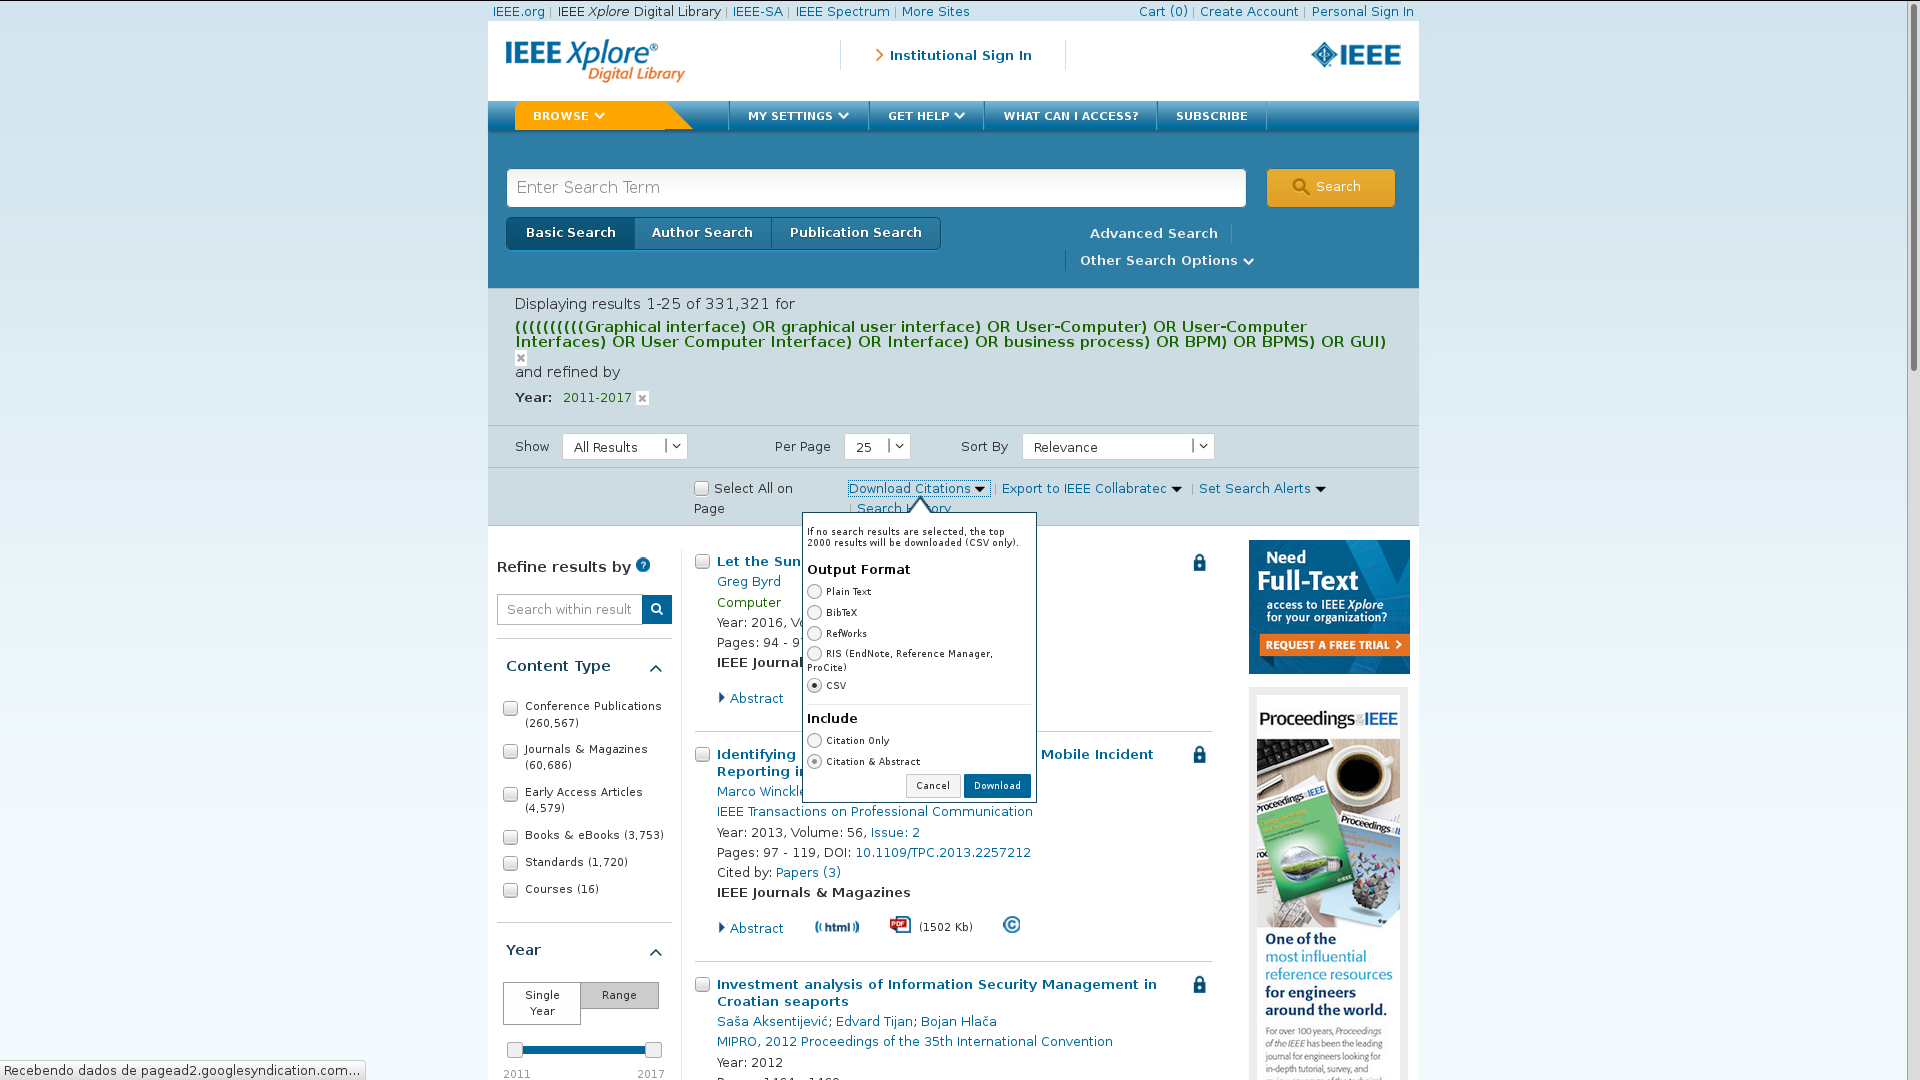 IEEE.org | IEEE Xplore Digital Library | IEEE-SA | IEEE Spectrum | More Sites
Cart (0) | Create Account | Personal Sign In
IEEE Xplore®
Digital Library
Institutional Sign In
IEEE
BROWSE
MY SETTINGS
GET HELP
WHAT CAN I ACCESS?
SUBSCRIBE
Enter Search Term
Search
Basic Search
Author Search
Publication Search
Advanced Search
Other Search Options
Displaying results 1-25 of 331,321 for
((((((((((Graphical interface) OR graphical user interface) OR User-Computer) OR User-Computer
Interfaces) OR User Computer Interface) OR Interface) OR business process) OR BPM) OR BPMS) OR GUI)
and refined by
Year: 2011-2017
Show
All Results
Per Page
25
Sort By
Relevance
Select All on
Page
Download Citations
| Export to IEEE Collabratec
| Set Search Alerts
| Search
If no search results are selected, the top
2000 results will be downloaded (CSV only).
Output Format
Plain Text
BibTeX
RefWorks
RIS (EndNote, Reference Manager,
ProCite)
CSV
Include
Citation Only
Citation & Abstract
Cancel
Download
Refine results by
Search within result
Content Type
Conference Publications
(260,567)
Journals & Magazines
(60,686)
Early Access Articles
(4,579)
Books & eBooks (3,753)
Standards (1,720)
Courses (16)
Year
Single
Year
Range
2011
2017
Let the Sun
Greg Byrd
Computer
Year: 2016,
Pages: 94 -
IEEE
Abstract
Identifying
Mobile Incident
Reporting
Marco
IEEE Transactions on Professional Communication
Year: 2013, Volume: 56, Issue: 2
Pages: 97 - 119, DOI: 10.1109/TPC.2013.2257212
Cited by: Papers (3)
IEEE Journals & Magazines
Abstract
html
PDF
(1502 Kb)
©
Investment analysis of Information Security Management in
Croatian seaports
Saša Aksentijević; Edvard Tijan; Bojan Hlača
MIPRO, 2012 Proceedings of the 35th International Convention
Year: 2012
Need
Full-Text
access to IEEE Xplore
for your organization?
REQUEST A FREE TRIAL
Proceedings OF THE IEEE
One of the
most influential
reference resources
for engineers
around the world.
For over 100 years, Proceedings
of the IEEE has been the leading
journal for engineers looking for
in-depth tutorial, survey, and
Recebendo dados de pagead2.googlesyndication.com...